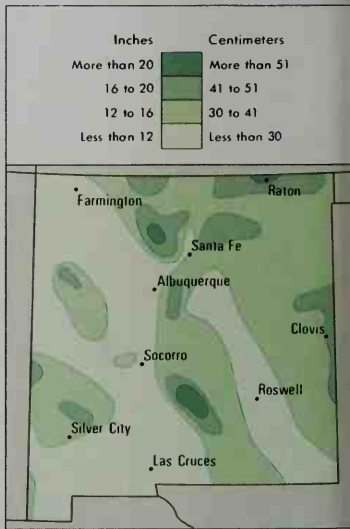 Inches Centimeters
More than 20 More than 51
16 to 20 41 to 51
12 to 16 30 to 41
Less than 12 Less than 30
Farmington
Raton
Santa Fe
Albuquerque
Clovis
Socorro
Roswell
Silver City
Las Cruces